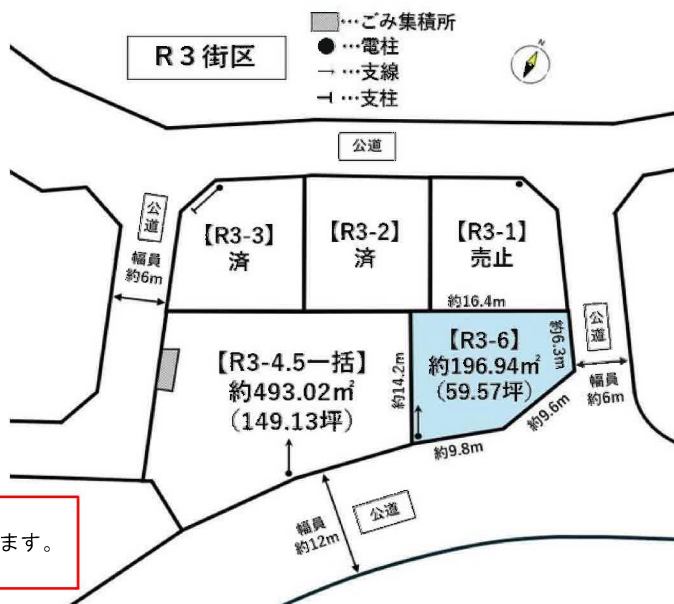 R3街区
…ごみ集積所
…電柱
…支線
…支柱
N
公道
公道
幅員
約6m
【R3-3】
済
【R3-2】
済
【R3-1】
売止
約16.4m
【R3-4.5一括】
約493.02㎡
（149.13坪）
約14.2m
【R3-6】
約196.94㎡
（59.57坪）
約6.3m
約9.6m
約9.8m
公道
幅員
約6m
幅員
約12m
公道
ます。